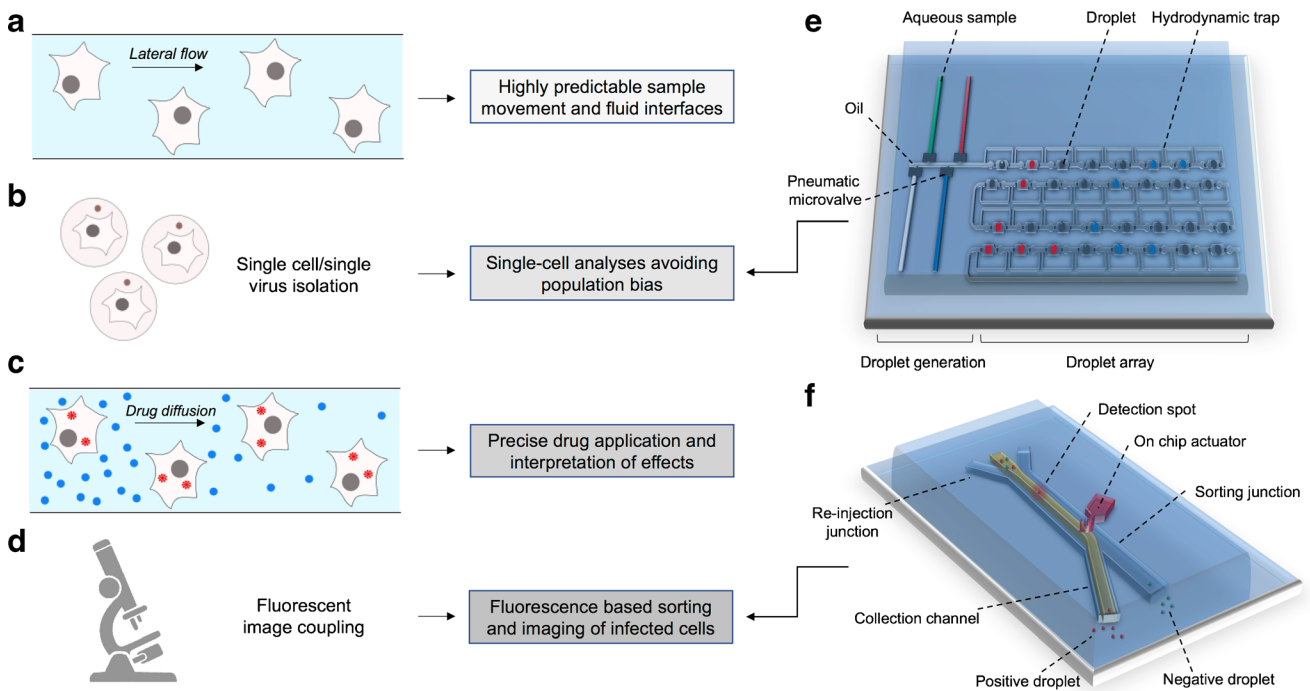 a
Lateral flow
Highly predictable sample
movement and fluid interfaces
b
Single cell/single
virus isolation
Single-cell analyses avoiding
population bias
c
Drug diffusion
Precise drug application and
interpretation of effects
d
Fluorescent
image coupling
Fluorescence based sorting
and imaging of infected cells
e
Aqueous sample
Droplet
Hydrodynamic trap
Oil
Pneumatic
microvalve
Droplet generation
Droplet array
f
Detection spot
On chip actuator
Sorting junction
Re-injection
junction
Collection channel
Positive droplet
Negative droplet